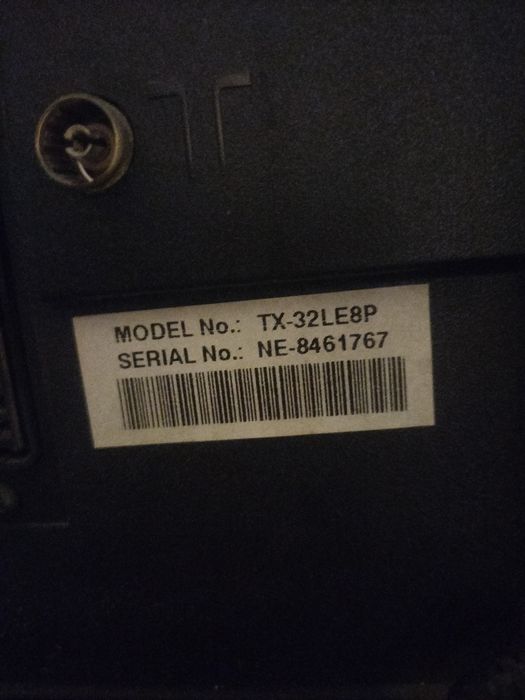 MODEL No.: TX-32LE8P
SERIAL No.: NE-8461767